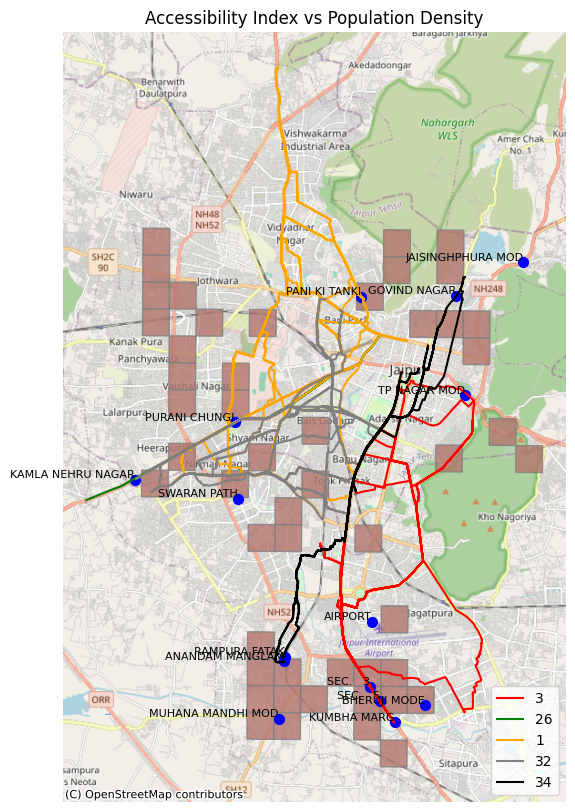 Accessibility Index vs Population Density
Baragaon Jarkhya
Akedadoongar
Benarwith
Daulatpura
Vishwakarma
Industrial Area
Nahargarh
WLS
Amer Chak
No. 1
Niwaru
Jaipur Tehsil
NH48
NH52
Vidyadhar
Nagar
SH2C
90
JAISINGHPHURA MOD
Jothwara
PANI KI TANKI
GOVIND NAGAR
NH248
Bani Park
Kanak Pura
Panchyawala
Jaipur
Vaishali Nagar
TP NAGAR MOD
Lalarpura
PURANI CHUNGI
Bais Godam
Adarsh Nagar
Shyam Nagar
Heerapura
Bapu Nagar
Nirman Nagar
KAMLA NEHRU NAGAR
Tonk Phatak
SWARAN PATH
Kho Nagoriya
NH52
AIRPORT
Jagatpura
Jaipur International
Airport
RAMPURA FATAK
ANANDAM MANGLAM
SEC.
3
SEC.
ORR
BHERUJI MODE
MUHANA MANDHI MOD
KUMBHA MARG
Sitapura
SH12
3
26
1
32
34
(C) OpenStreetMap contributors